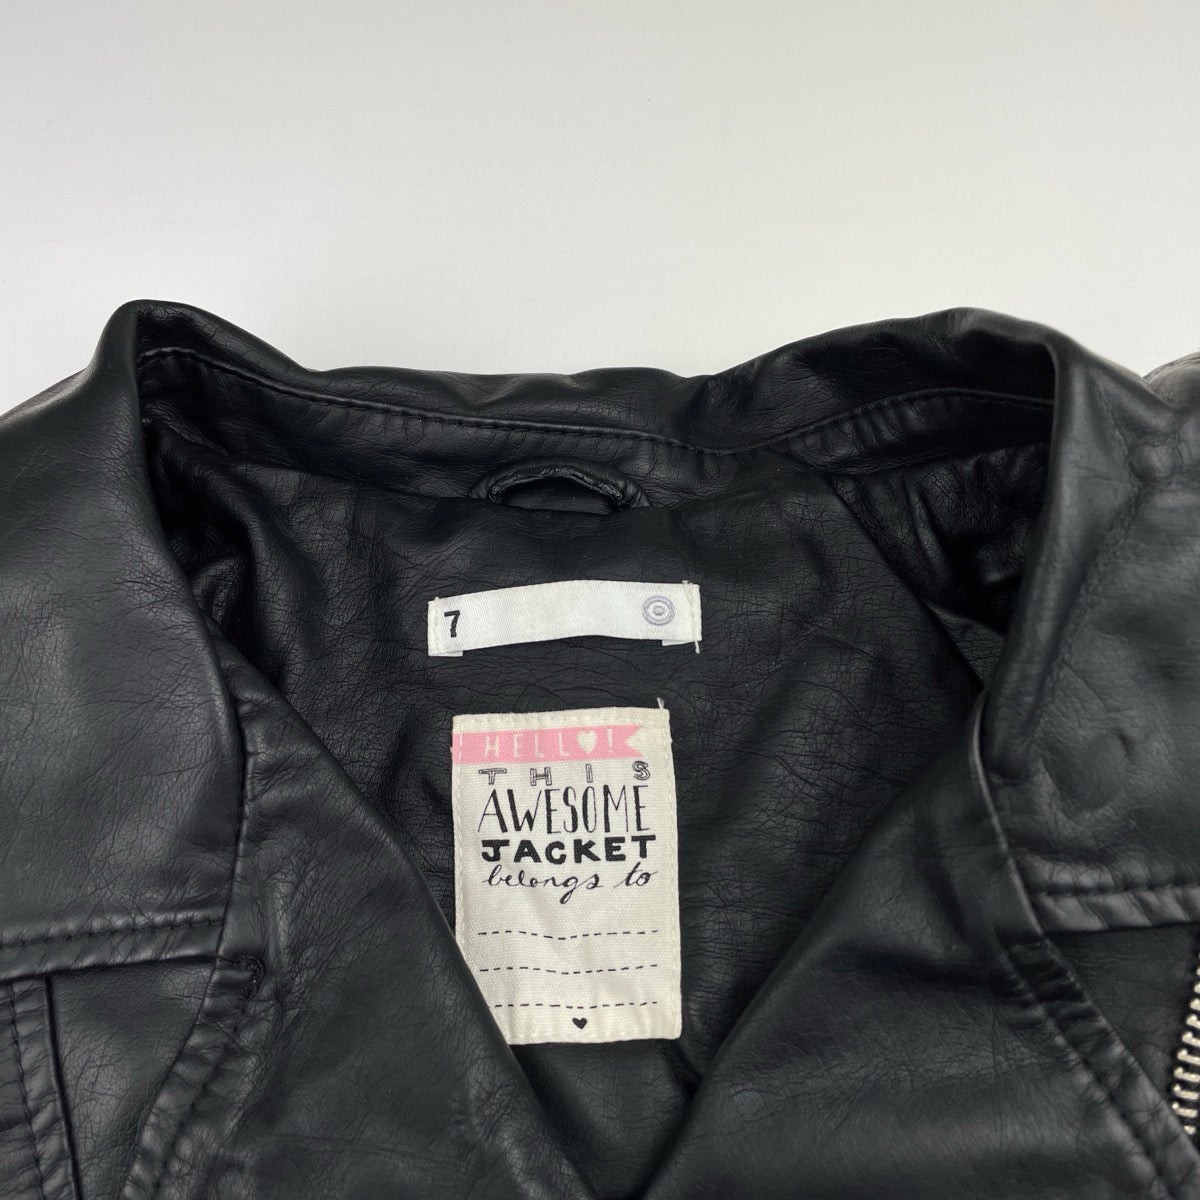 7
HELLO!
THIS
AWESOME
JACKET
belongs to